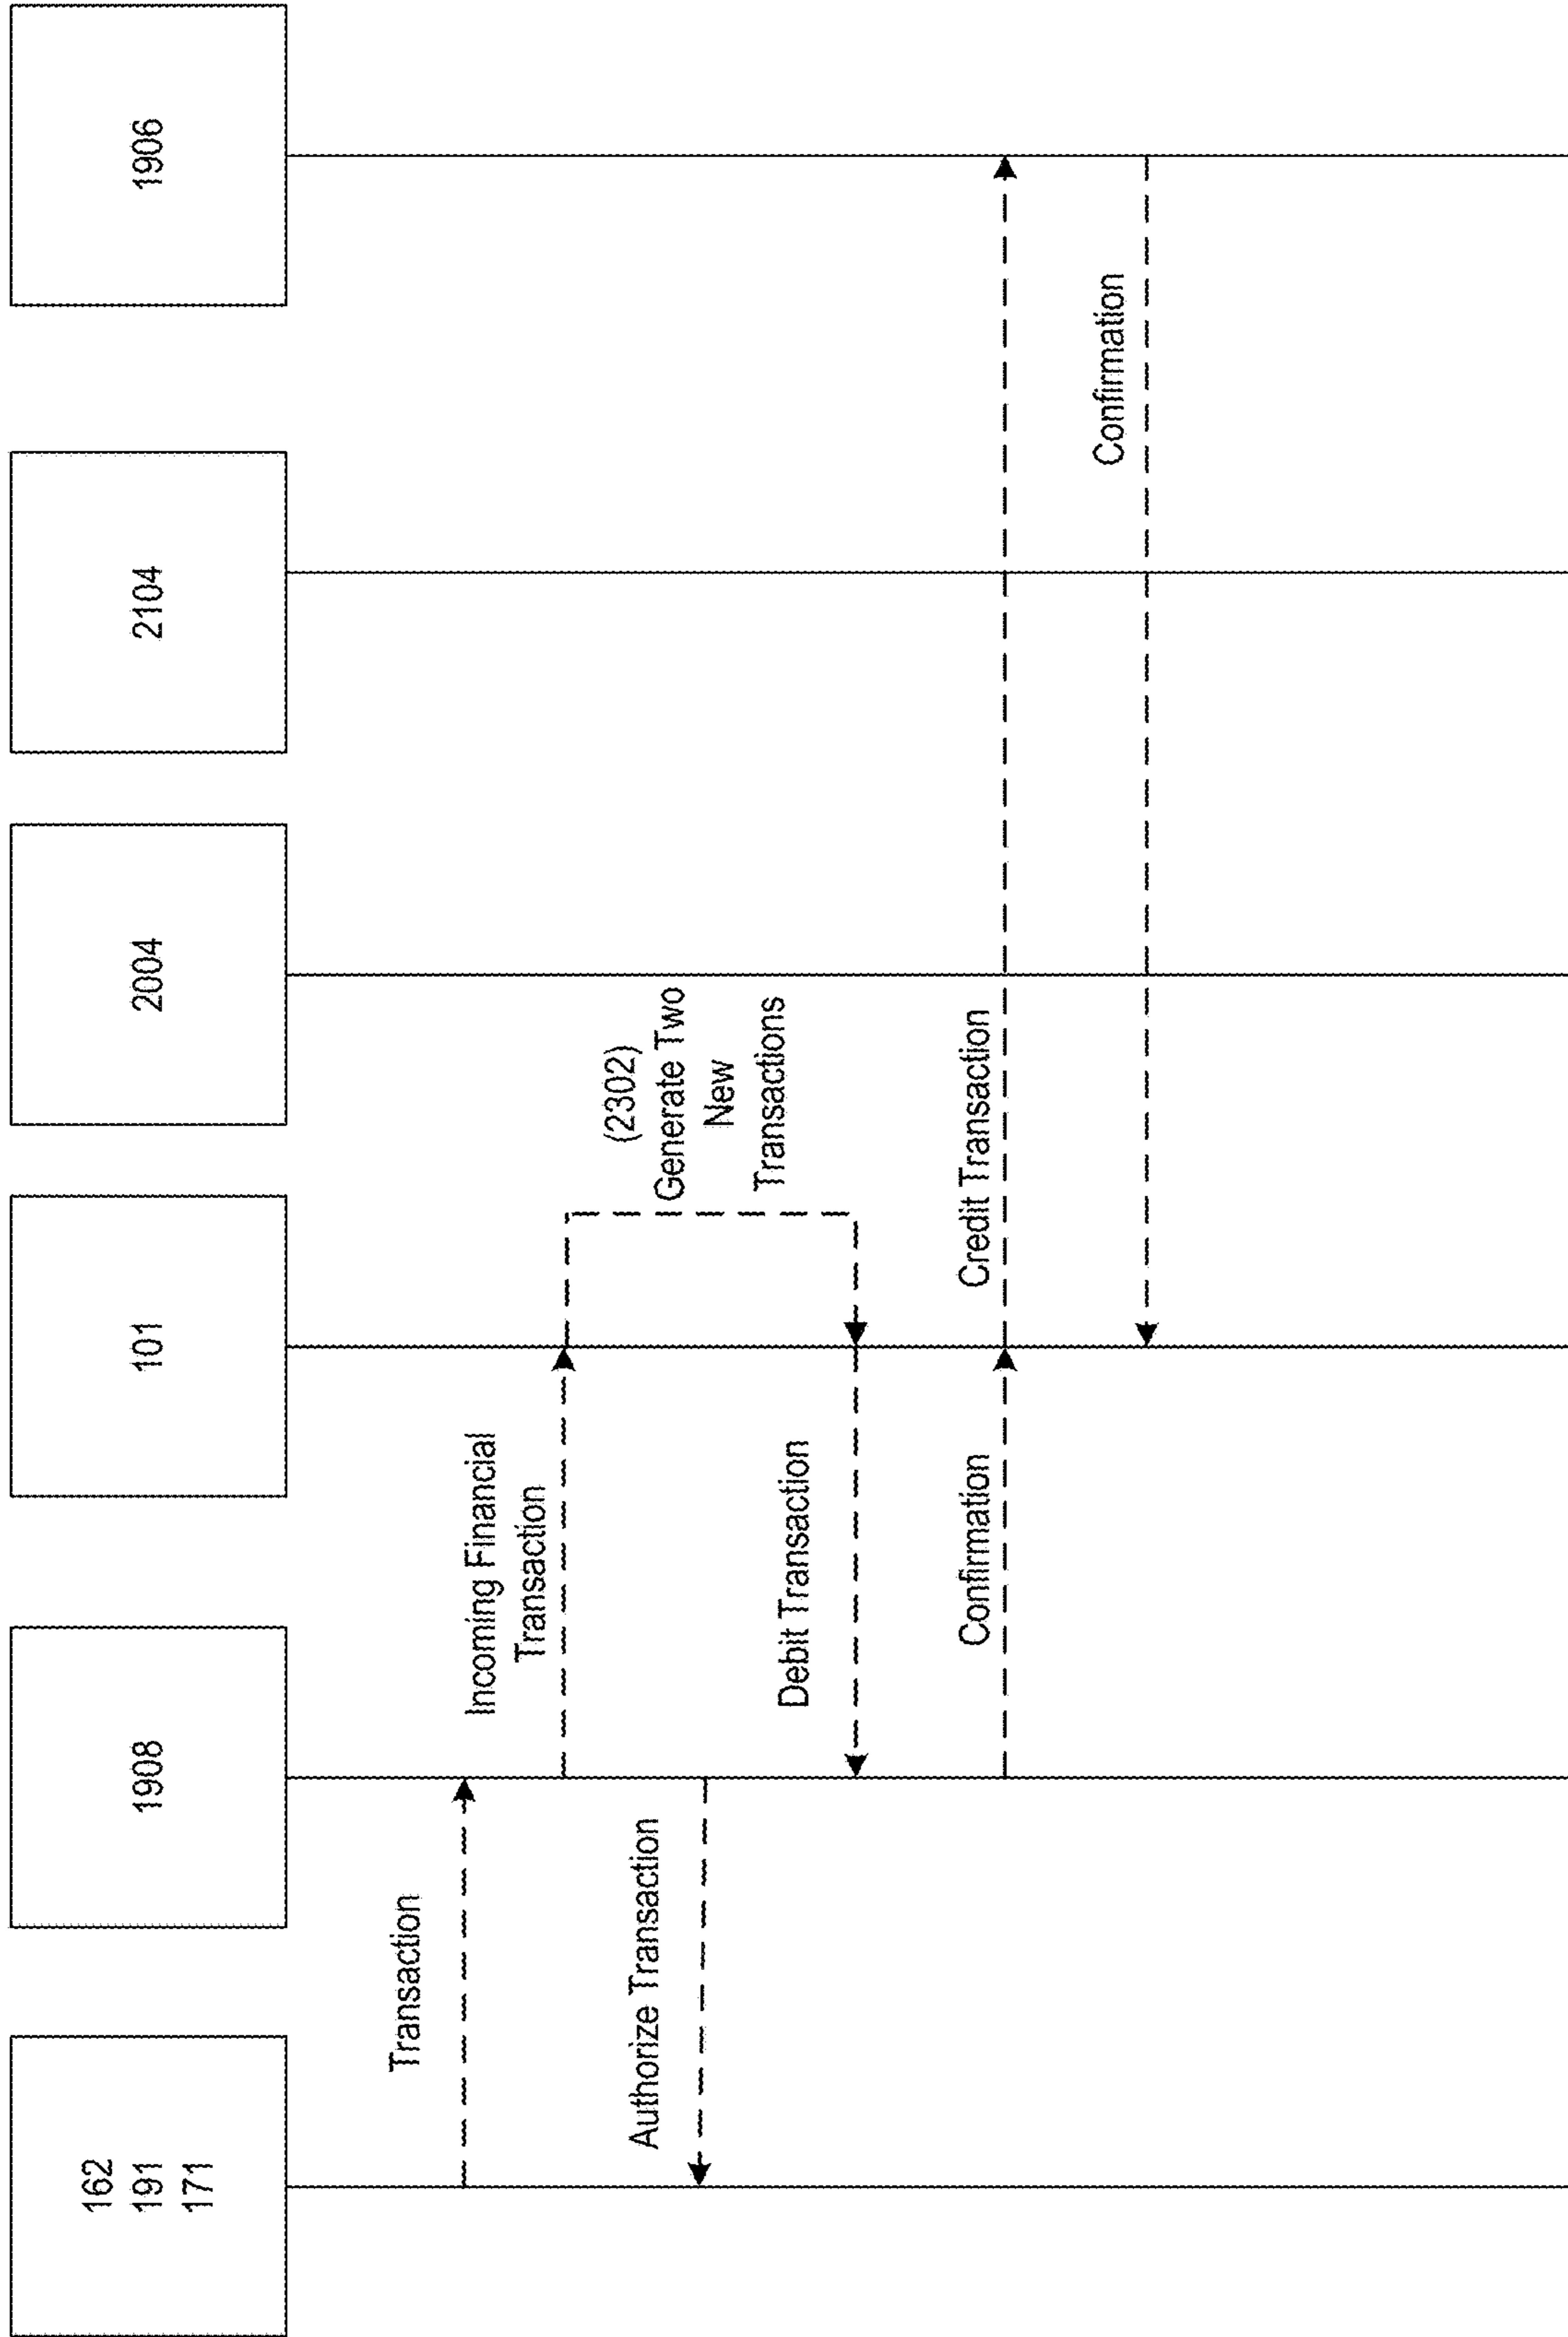 162
191
171
1908
101
2004
2104
1906
Transaction
Incoming Financial
Transaction
(2302)
Generate Two
New
Transactions
Authorize Transaction
Debit Transaction
Confirmation
Credit Transaction
Confirmation